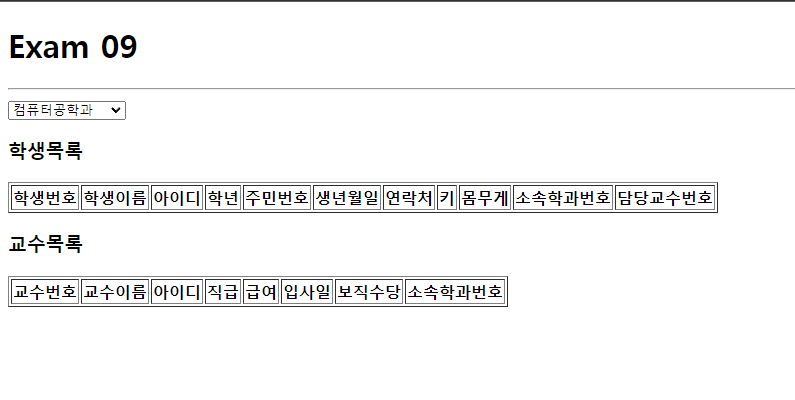 Exam 09
컴퓨터공학과
학생목록
학생번호 학생이름 아이디 학년 주민번호 생년월일 연락처 키 몸무게 소속학과번호 담당교수번호
교수목록
교수번호 교수이름 아이디 직급 급여 입사일 보직수당 소속학과번호